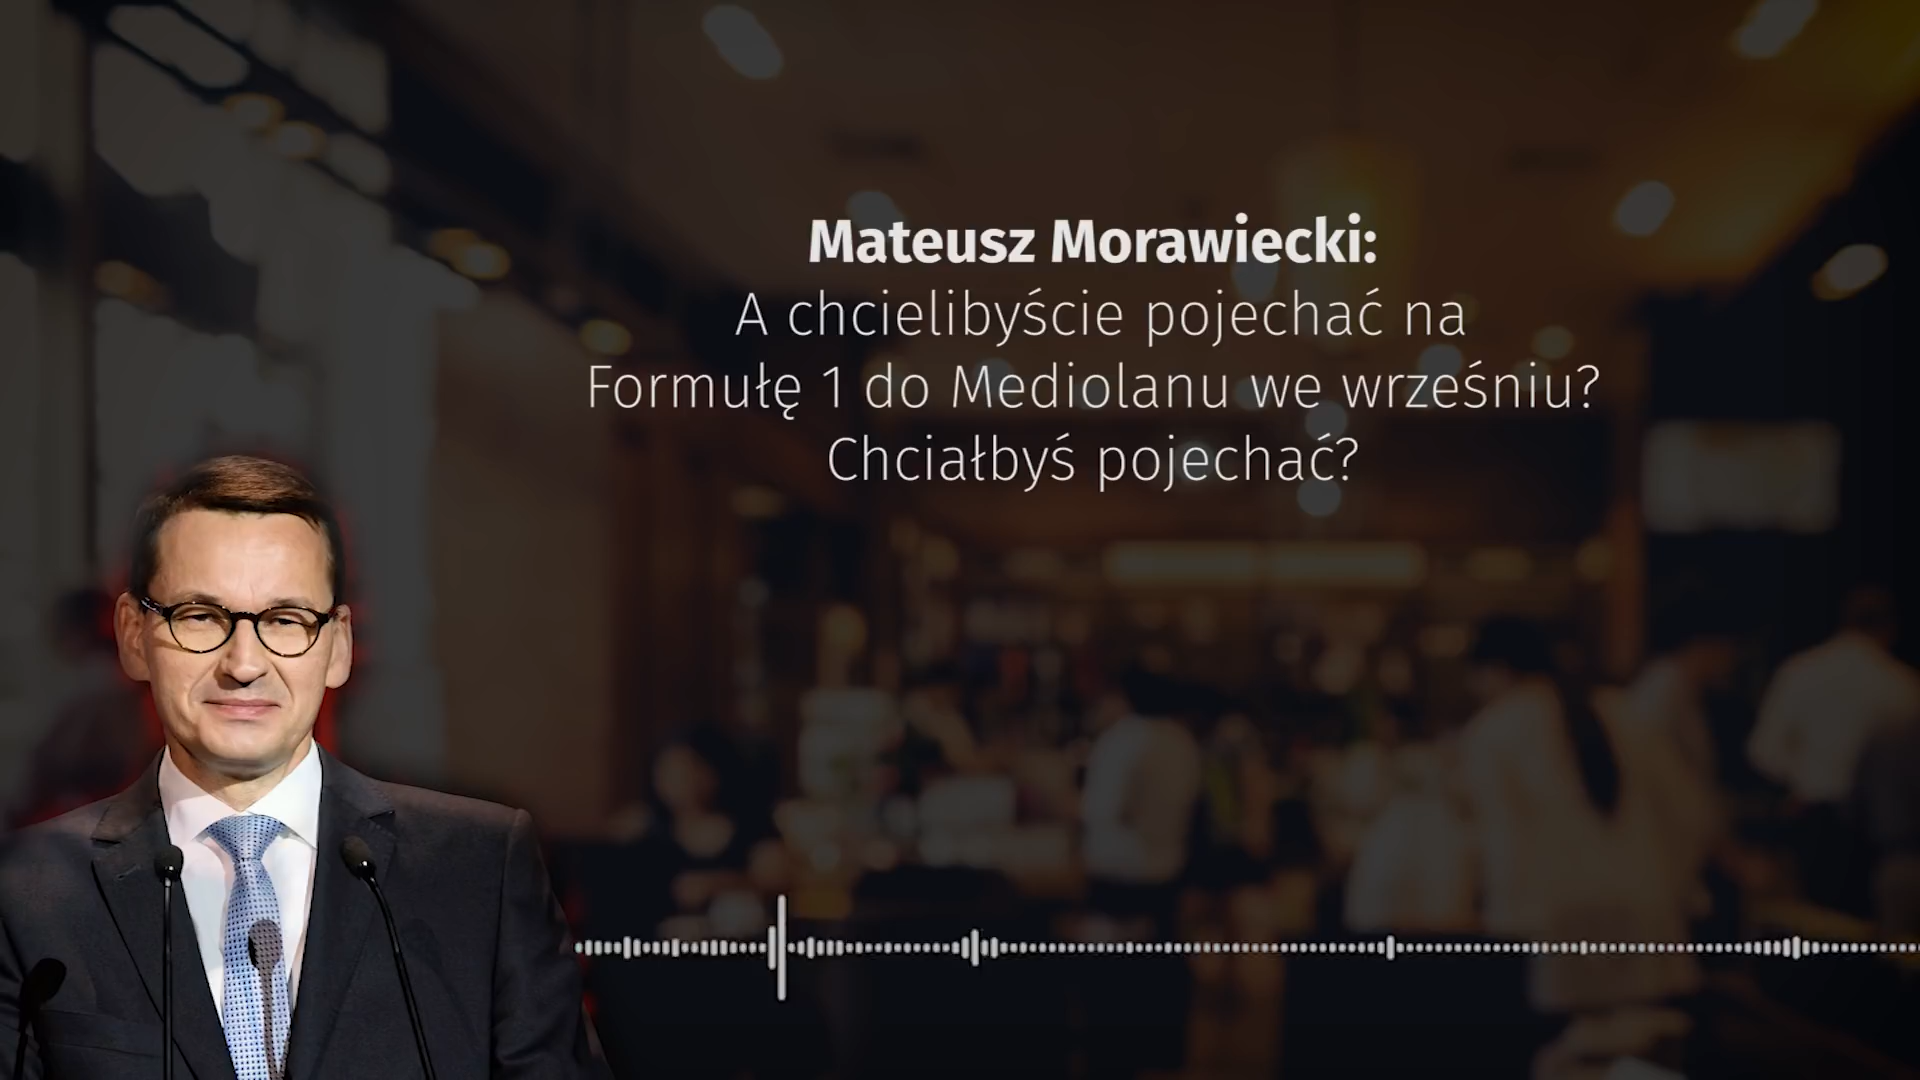 Mateusz Morawiecki:
A chcielibyście pojechać na
Formułę 1 do Mediolanu we wrześniu?
Chciałbyś pojechać?